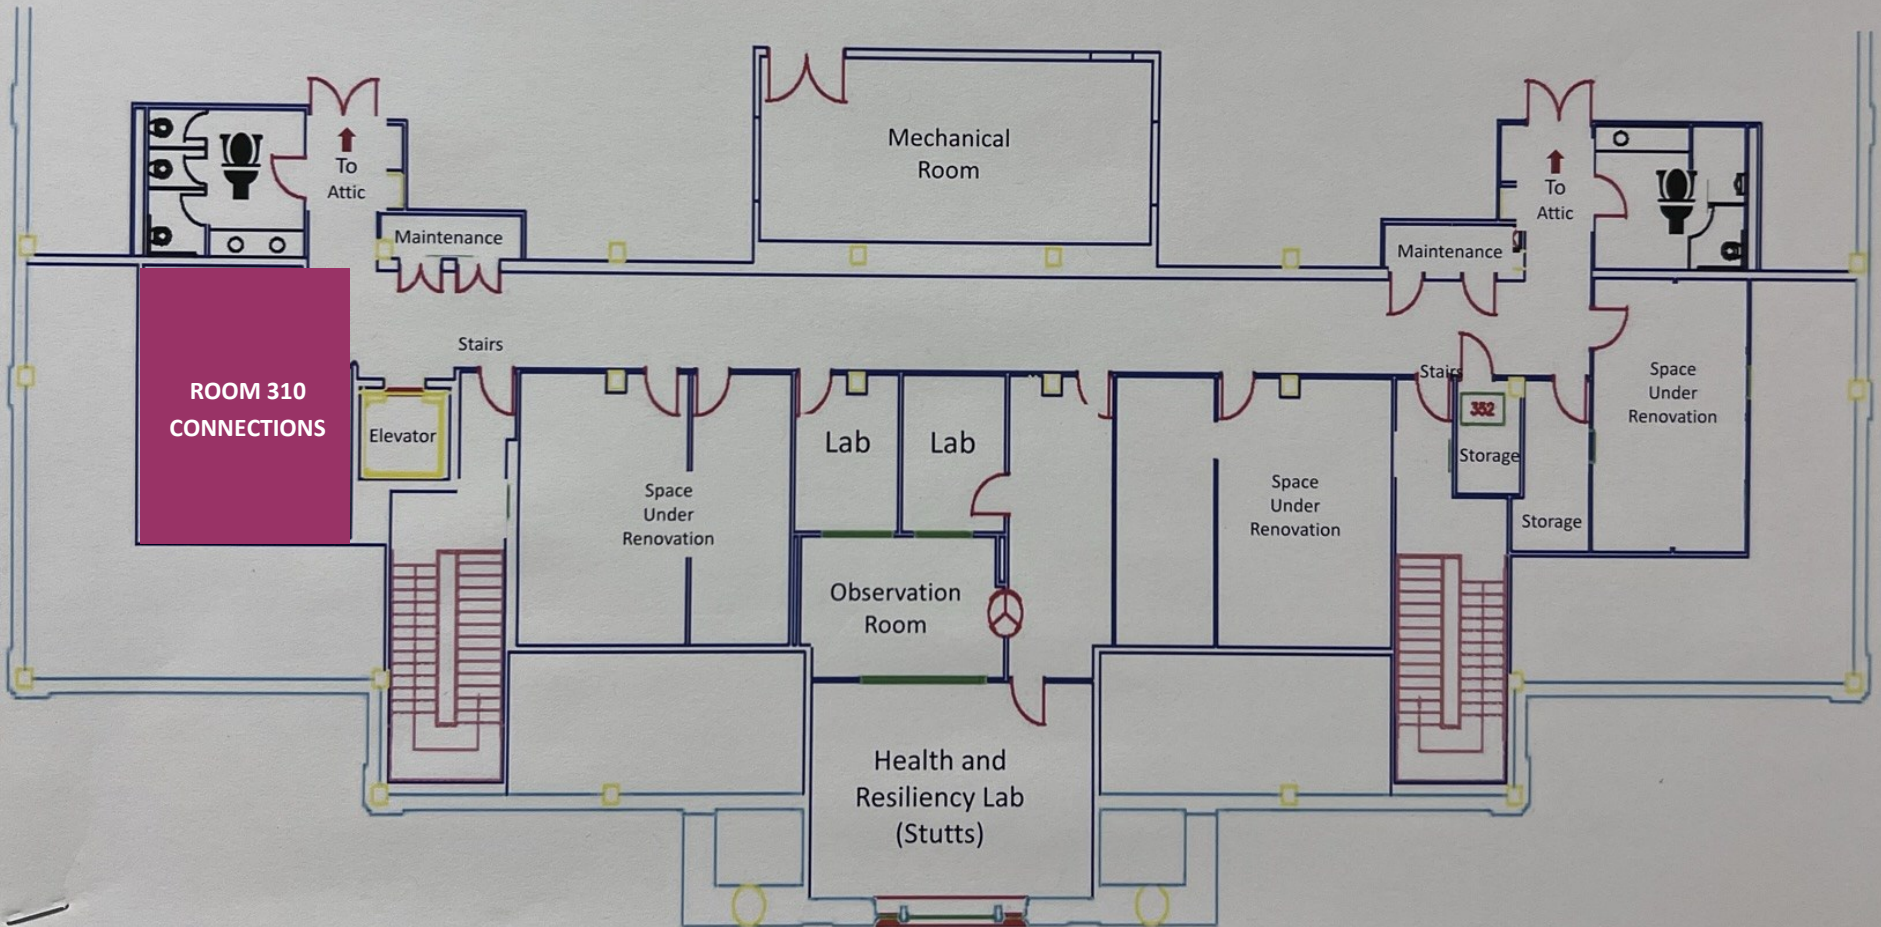 Mechanical
Room
To
Attic
To
Attic
Maintenance
Maintenance
Stairs
Stairs
ROOM 310
CONNECTIONS
Elevator
Lab
Lab
352
Storage
Storage
Space
Under
Renovation
Space
Under
Renovation
Space
Under
Renovation
Observation
Room
Health and
Resiliency Lab
(Stutts)